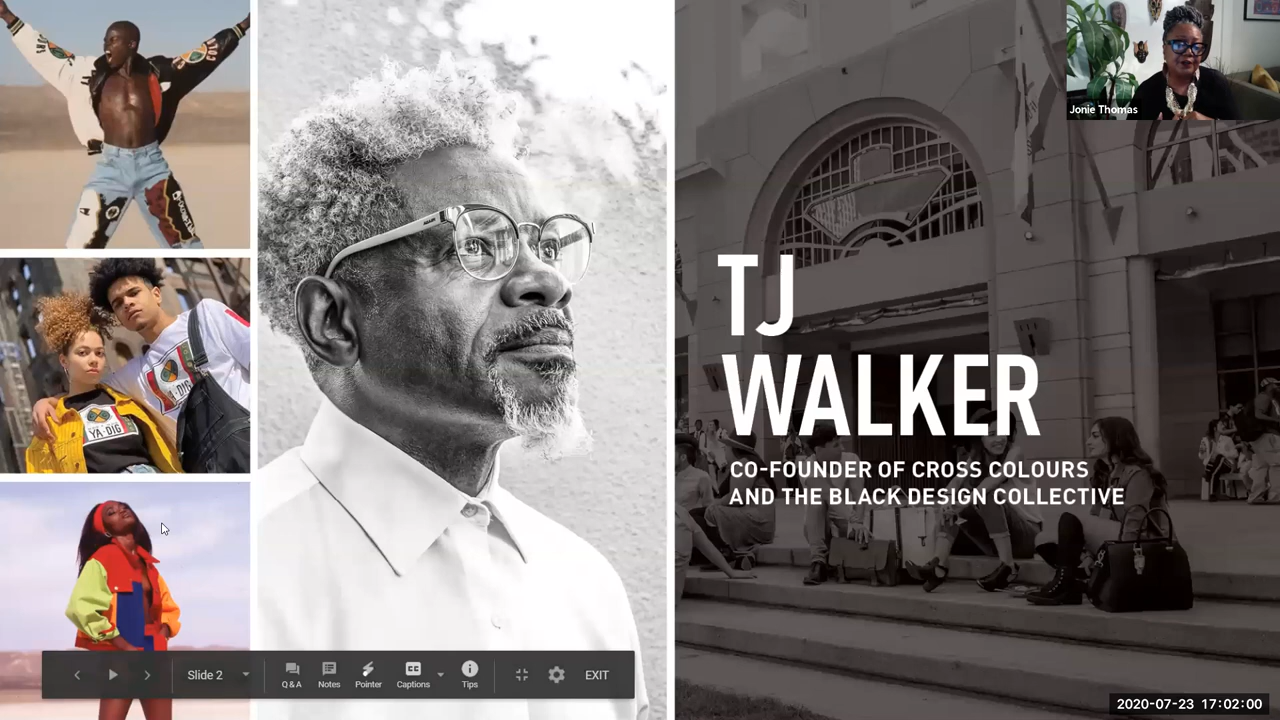 Jonie Thomas
YA-DIG
TJ
WALKER
CO-FOUNDER OF CROSS COLOURS
AND THE BLACK DESIGN COLLECTIVE
Slide 2
Q & A
Notes
Pointer
CC
Captions
Tips
EXIT
2020-07-23 17:02:00